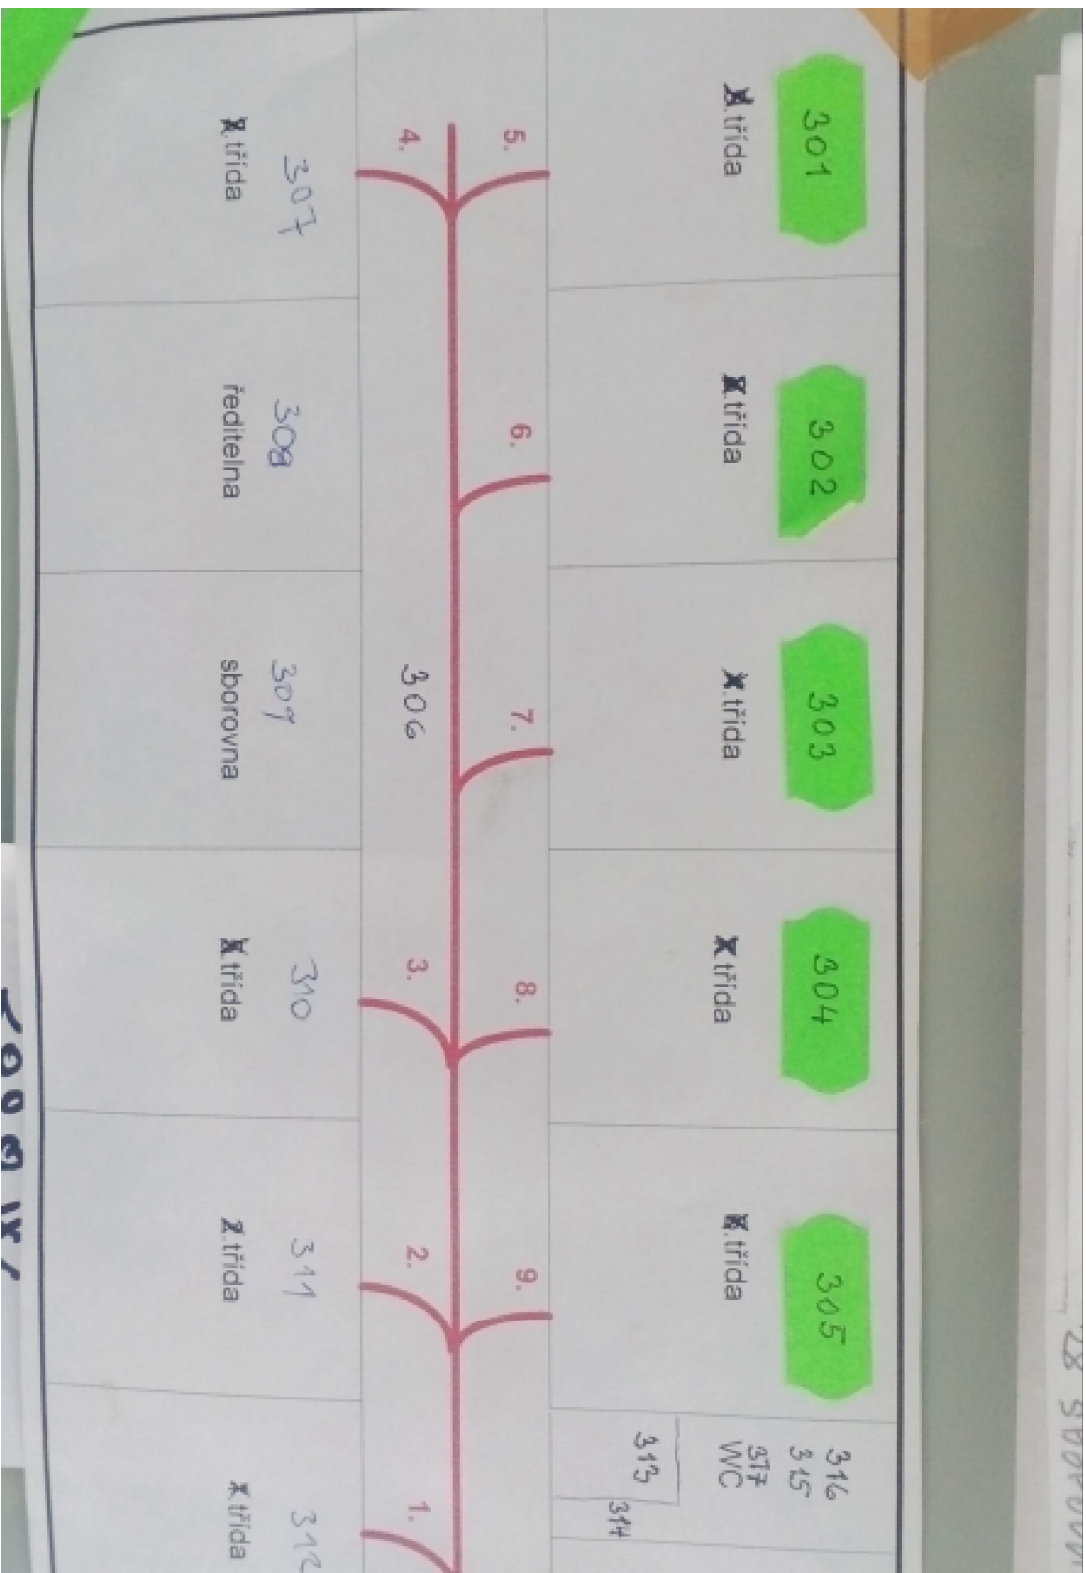 301 302 303 304 305 316
315
třída třída třída třída třída 317
WC
313
314
5. 6. 7. 8. 9.
4. 306 3. 2. 1.
307 308 309 310 311 312
třída ředitelna sborovna třída třída třída